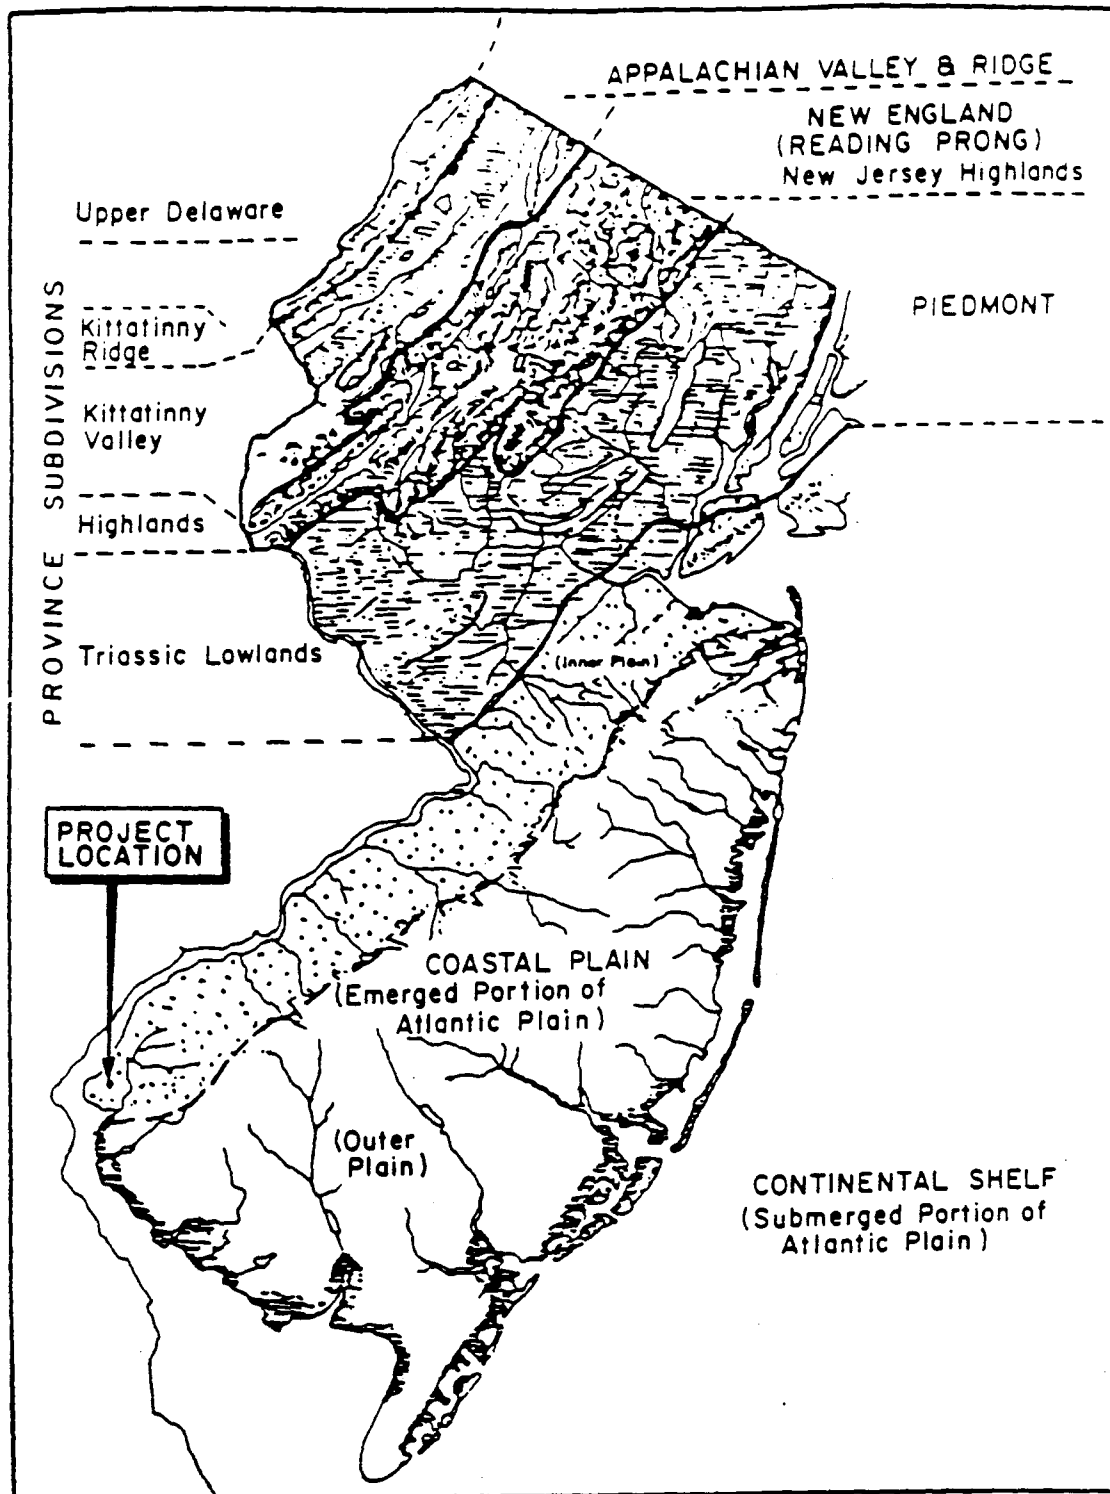 APPALACHIAN VALLEY & RIDGE
NEW ENGLAND
(READING PRONG)
New Jersey Highlands
Upper Delaware
PIEDMONT
PROVINCE SUBDIVISIONS
Kittatinny
Ridge
Kittatinny
Valley
Highlands
Triassic Lowlands
(Inner Plain)
PROJECT
LOCATION
COASTAL PLAIN
(Emerged Portion of
Atlantic Plain)
(Outer
Plain)
CONTINENTAL SHELF
(Submerged Portion of
Atlantic Plain)